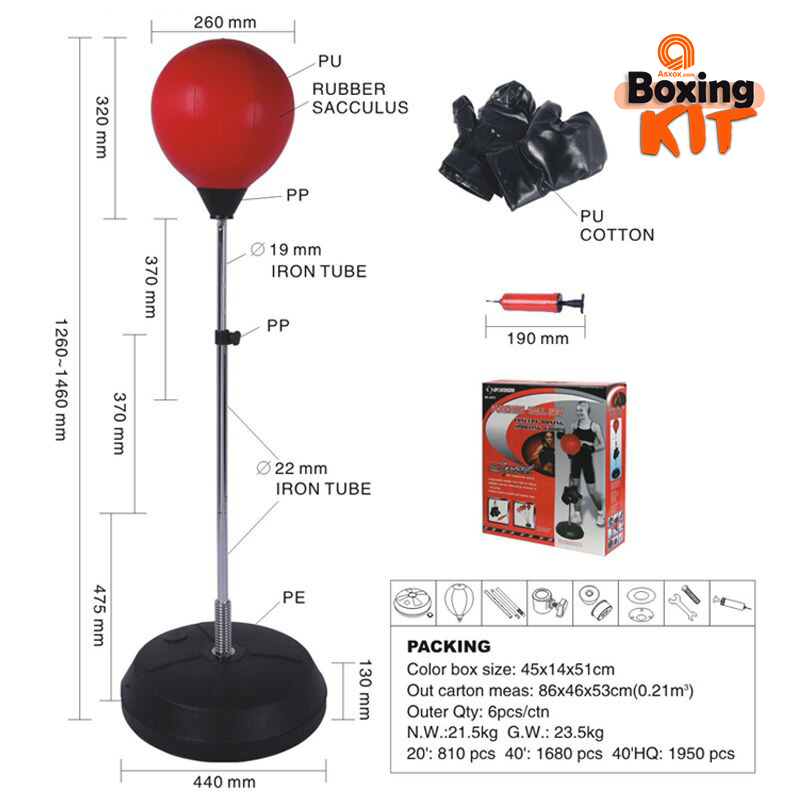 260 mm
PU
RUBBER
SACCULUS
320 mm
PP
19 mm
IRON TUBE
370 mm
PP
1260~1460 mm
370 mm
22 mm
IRON TUBE
475 mm
PE
130 mm
440 mm
Asxox.com
Boxing
KIT
PU
COTTON
190 mm
Sport
PACKING
Color box size: 45x14x51cm
Out carton meas: 86x46x53cm(0.21m³)
Outer Qty: 6pcs/ctn
N.W.:21.5kg G.W.: 23.5kg
20': 810 pcs 40': 1680 pcs 40'HQ: 1950 pcs